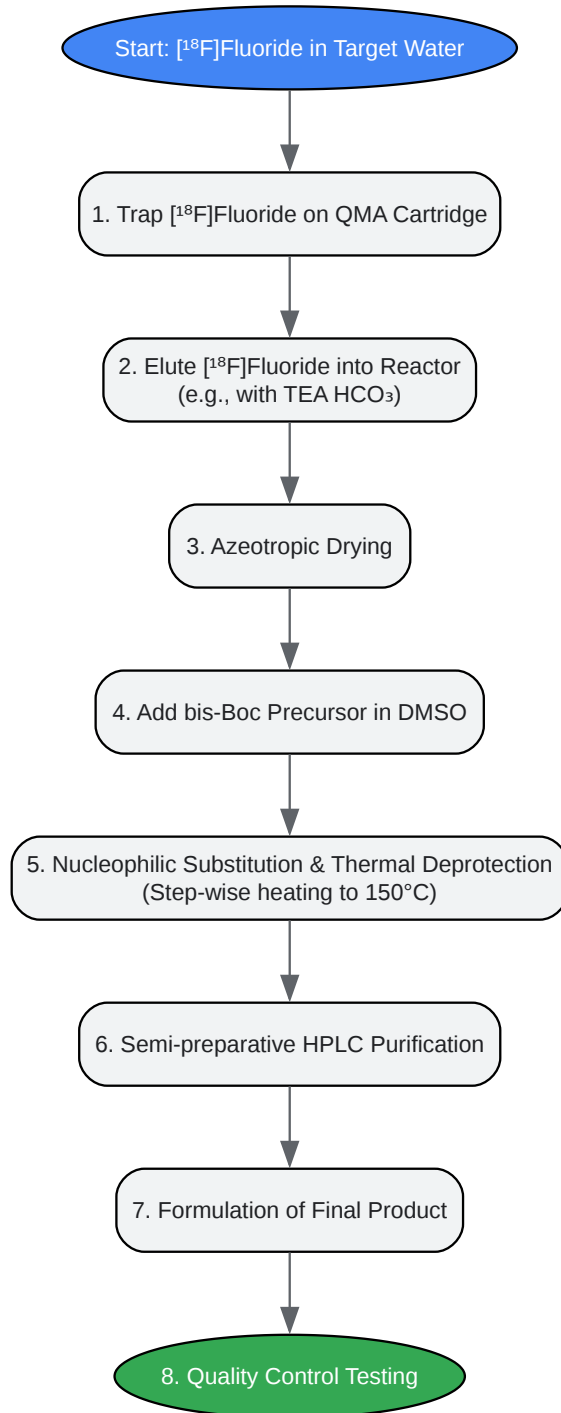 Start: [¹⁸F]Fluoride in Target Water
1. Trap [¹⁸F]Fluoride on QMA Cartridge
2. Elute [¹⁸F]Fluoride into Reactor
(e.g., with TEA HCO₃)
3. Azeotropic Drying
4. Add bis-Boc Precursor in DMSO
5. Nucleophilic Substitution & Thermal Deprotection
(Step-wise heating to 150°C)
6. Semi-preparative HPLC Purification
7. Formulation of Final Product
8. Quality Control Testing